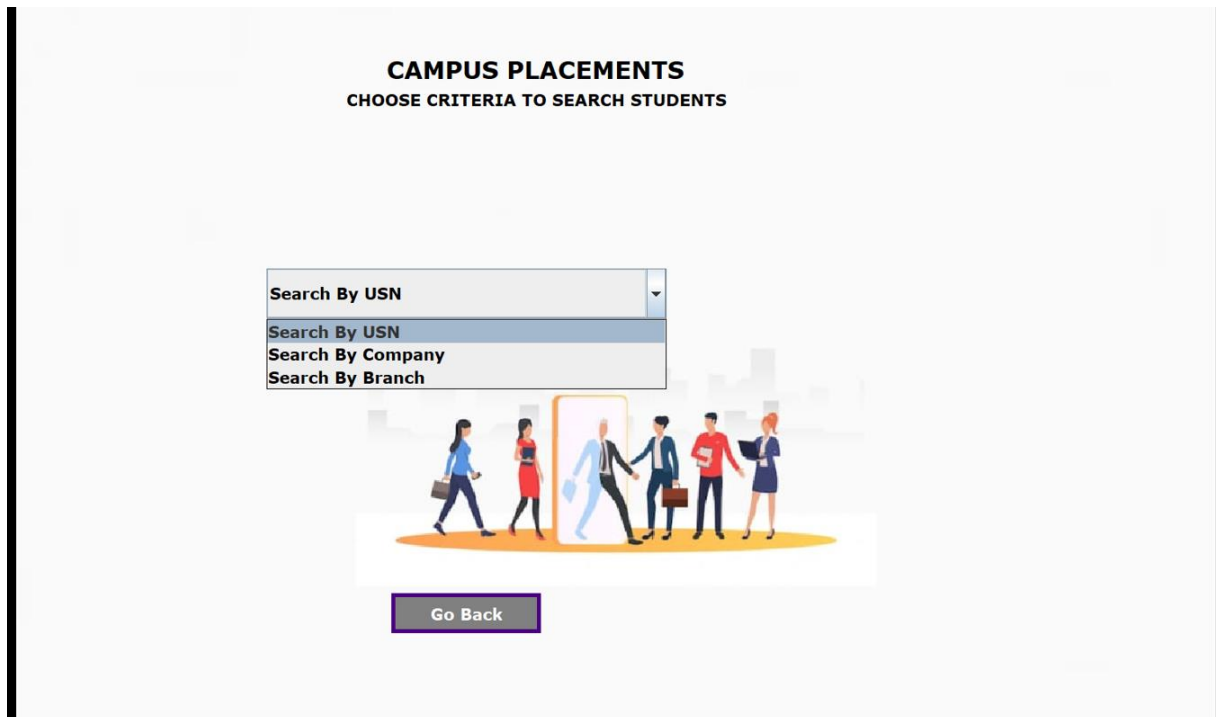 CAMPUS PLACEMENTS
CHOOSE CRITERIA TO SEARCH STUDENTS
Search By USN
Search By USN
Search By Company
Search By Branch
Go Back